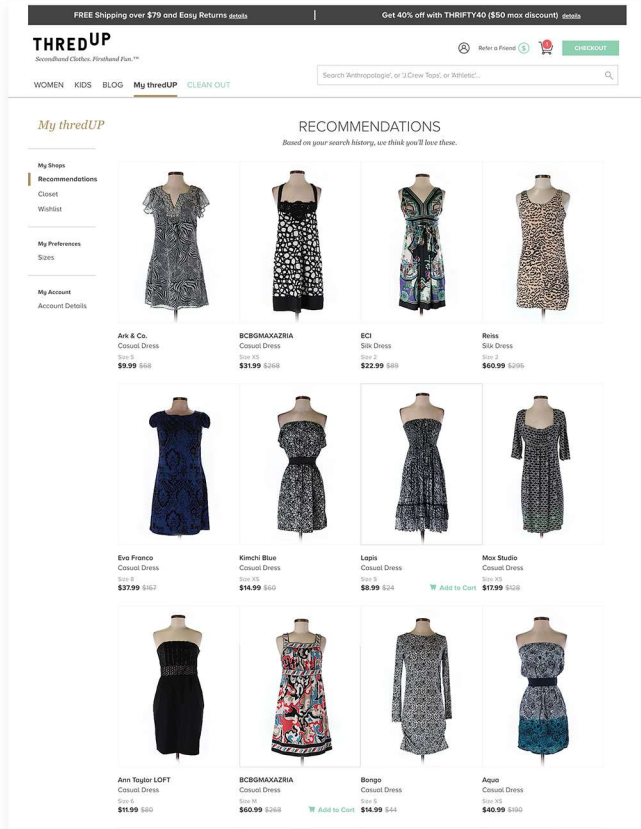 FREE Shipping over $79 and Easy Returns details | Get 40% off with THRIFTY40 ($50 max discount) details
THREDUP
Secondhand Clothes. Firsthand Fun.™
Refer a Friend $ 1 CHECKOUT
Search 'Anthropologie', or 'J.Crew Tops', or 'Athletic'...
WOMEN KIDS BLOG My thredUP CLEAN OUT
My thredUP
RECOMMENDATIONS
Based on your search history, we think you'll love these.
My Shops
Recommendations
Closet
Wishlist
My Preferences
Sizes
My Account
Account Details
Ark & Co.
Casual Dress
Size S
$9.99 $68
BCBGMAXAZRIA
Casual Dress
Size XS
$31.99 $268
ECI
Silk Dress
Size 2
$22.99 $89
Reiss
Silk Dress
Size 2
$60.99 $295
Eva Franco
Casual Dress
Size 8
$37.99 $167
Kimchi Blue
Casual Dress
Size XS
$14.99 $60
Lapis
Casual Dress
Size S
$8.99 $24 Add to Cart
Max Studio
Casual Dress
Size XS
$17.99 $128
Ann Taylor LOFT
Casual Dress
Size 6
$11.99 $80
BCBGMAXAZRIA
Casual Dress
Size M
$60.99 $268 Add to Cart
Bongo
Casual Dress
Size S
$14.99 $44
Aqua
Casual Dress
Size XS
$40.99 $190